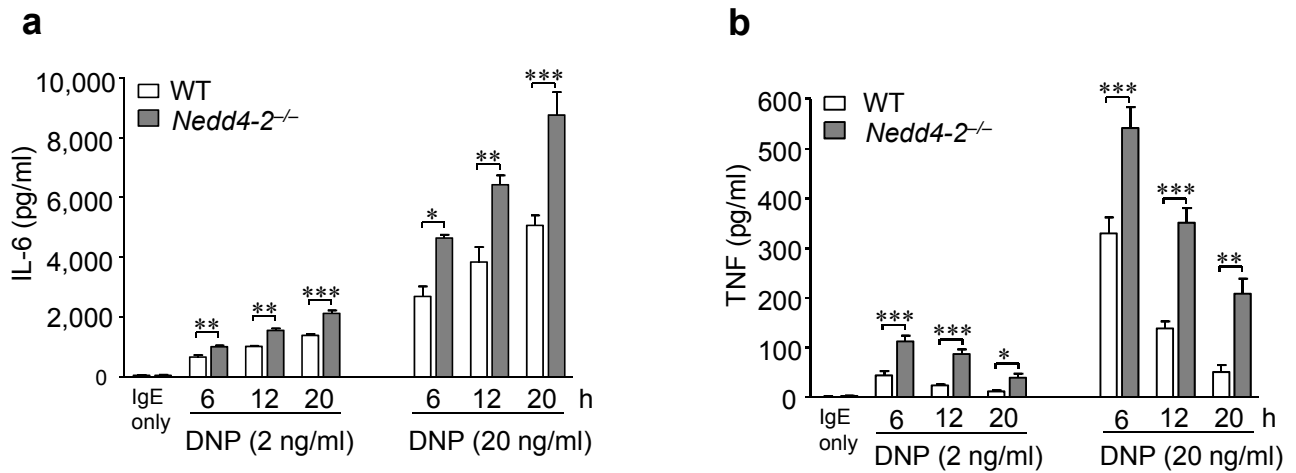 a
IL-6 (pg/ml)
10,000
8,000
6,000
4,000
2,000
0
WT
Nedd4-2–/–
**
**
***
*
**
***
IgE
only
6 12 20 6 12 20 h
DNP (2 ng/ml) DNP (20 ng/ml)
b
TNF (pg/ml)
600
500
400
300
200
100
0
WT
Nedd4-2–/–
***
***
*
***
***
**
IgE
only
6 12 20 6 12 20 h
DNP (2 ng/ml) DNP (20 ng/ml)